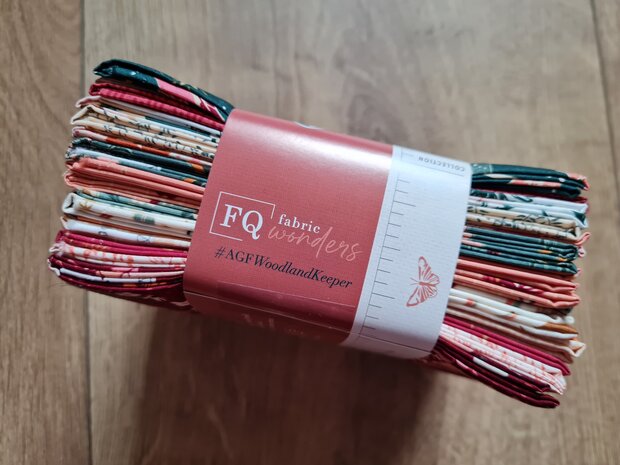 FQ
fabric
wonders
#AGFWoodlandKeeper
COLLECTION